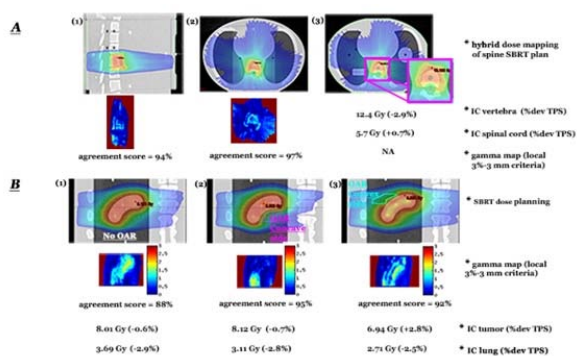 A
(1)
(2)
(3)
* hybrid dose mapping
of spine SBRT plan
12.4 Gy (-2.9%)
* IC vertebra (%dev TPS)
5.7 Gy (+0.7%)
* IC spinal cord (%dev TPS)
agreement score = 94%
agreement score = 97%
NA
* gamma map (local
3%-3 mm criteria)
B
(1)
(2)
(3)
* SBRT dose planning
No OAR
* gamma map (local
3%-3 mm criteria)
agreement score = 88%
agreement score = 95%
agreement score = 92%
8.01 Gy (-0.6%)
8.12 Gy (-0.7%)
6.94 Gy (+2.8%)
* IC tumor (%dev TPS)
3.69 Gy (-2.9%)
3.11 Gy (-2.8%)
2.71 Gy (-2.5%)
* IC lung (%dev TPS)